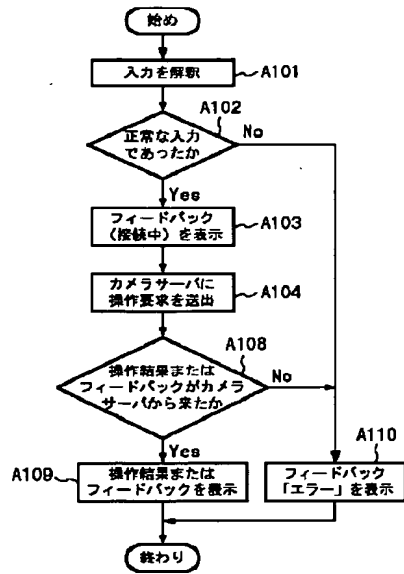 始め
入力を解釈
A101
A102
正常な入力
であったか
No
Yes
フィードバック
(接続中)を表示
A103
カメラサーバに
操作要求を送出
A104
A108
操作結果または
フィードバックがカメラ
サーバから来たか
No
Yes
A109
操作結果または
フィードバックを表示
A110
フィードバック
「エラー」を表示
終わり